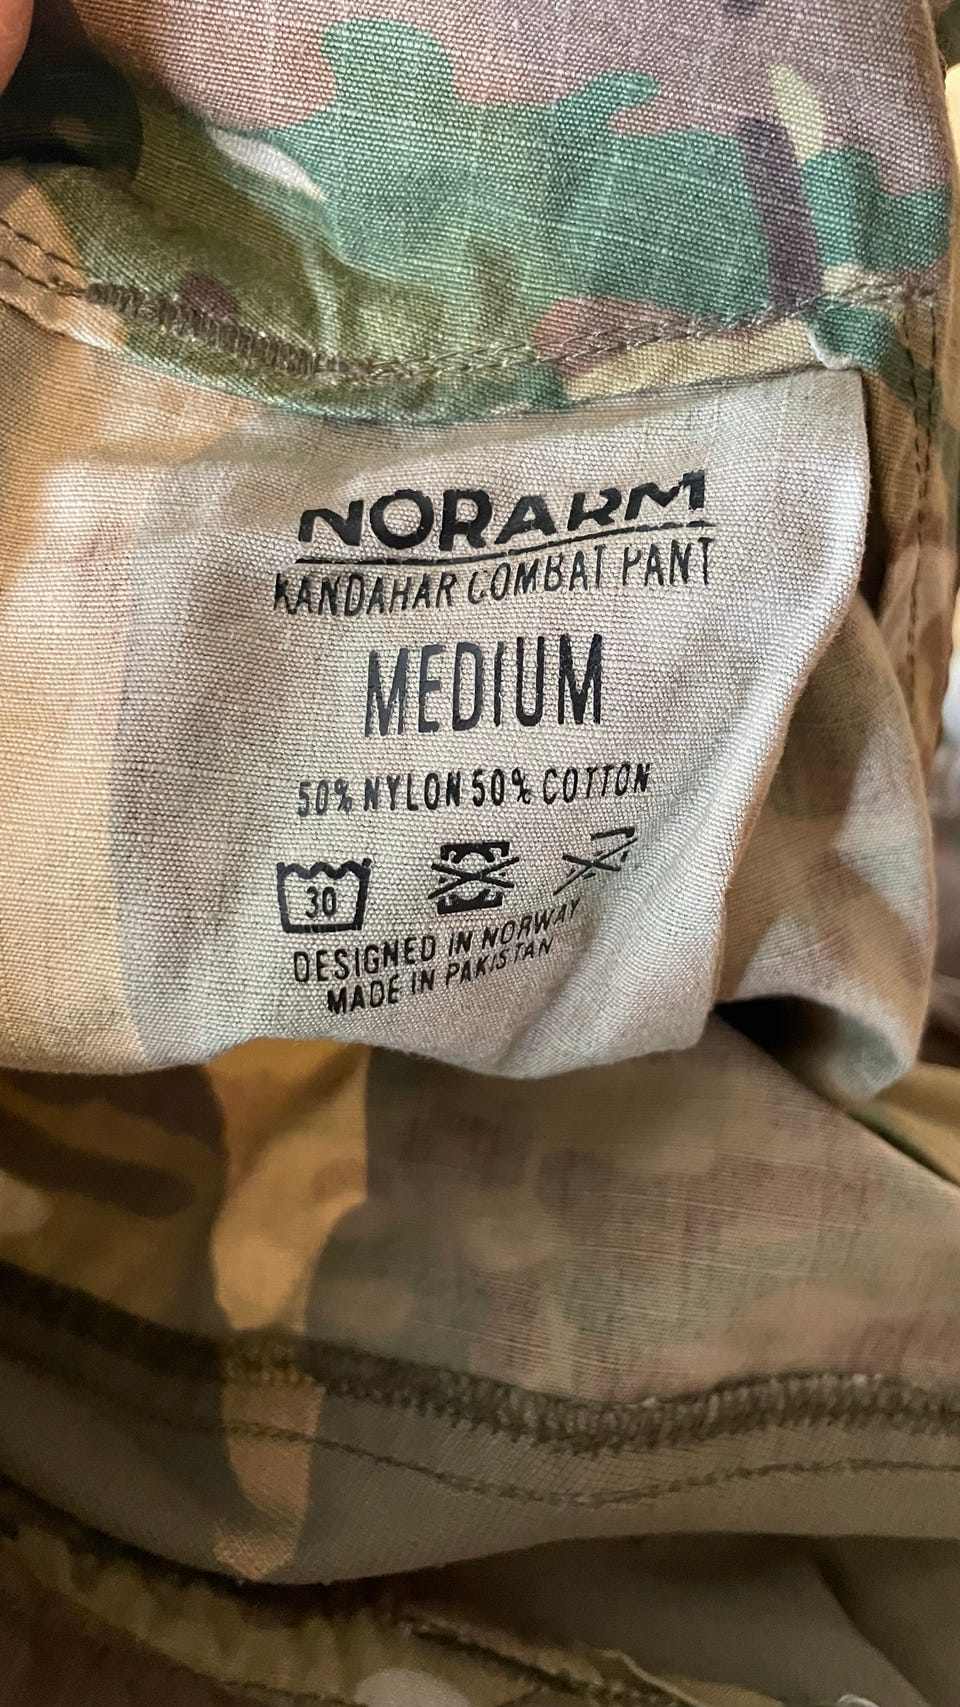 NORARM
KANDAHAR COMBAT PANT
MEDIUM
50% NYLON 50% COTTON
30
DESIGNED IN NORWAY
MADE IN PAKISTAN